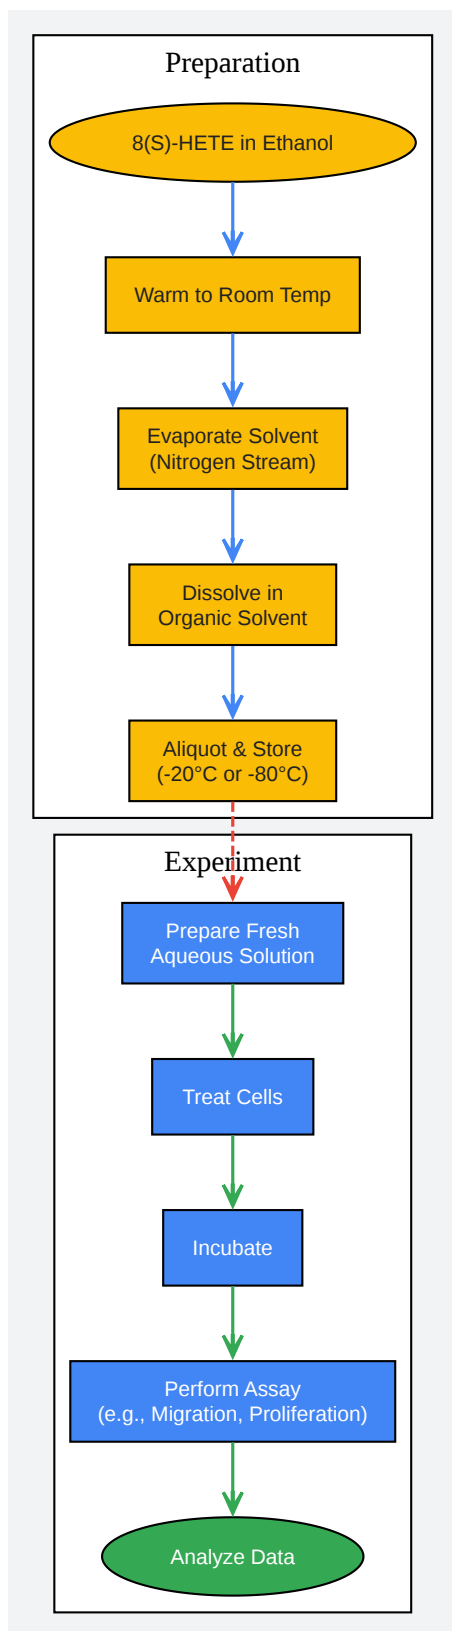 Preparation
8(S)-HETE in Ethanol
Warm to Room Temp
Evaporate Solvent
(Nitrogen Stream)
Dissolve in
Organic Solvent
Aliquot & Store
(-20°C or -80°C)
Experiment
Prepare Fresh
Aqueous Solution
Treat Cells
Incubate
Perform Assay
(e.g., Migration, Proliferation)
Analyze Data